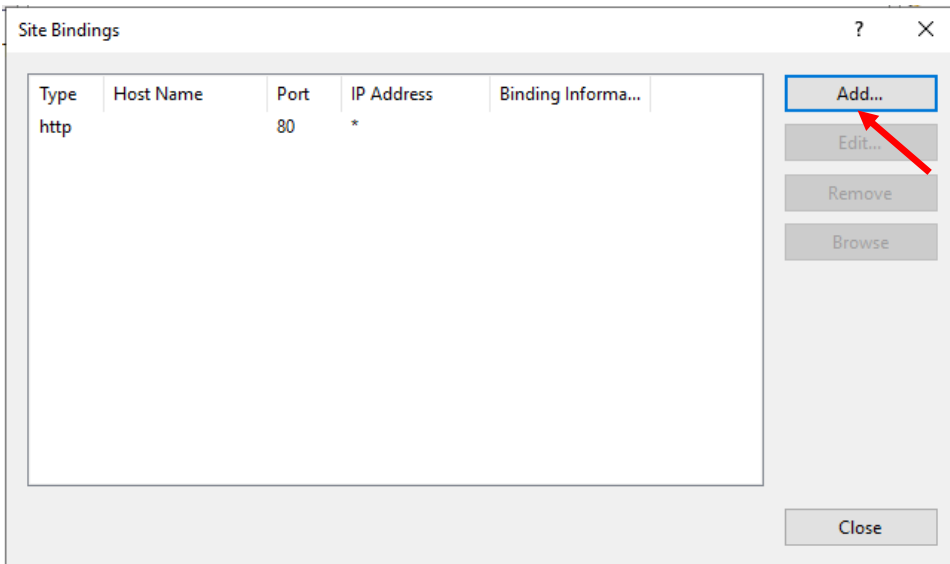 Site Bindings ?
Type Host Name Port IP Address Binding Informa...
http 80 *
Add...
Edit...
Remove
Browse
Close